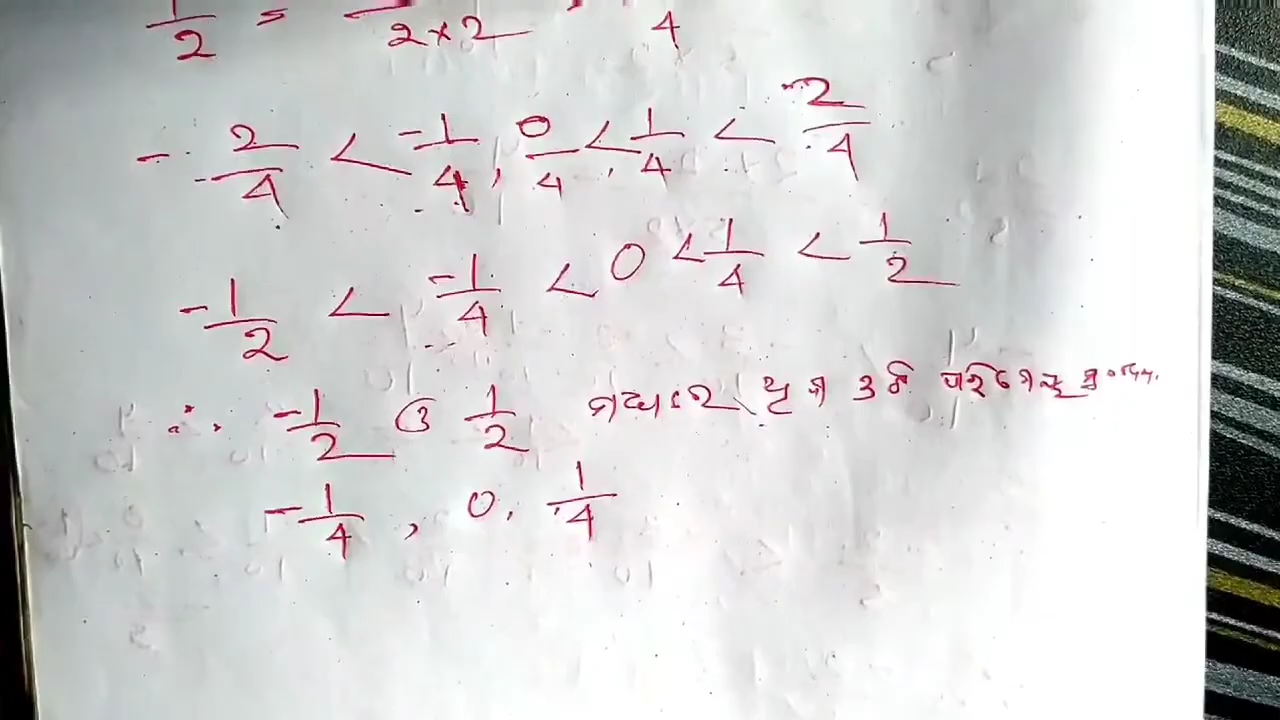 1/2 = /2×2 4
- 2/4 < -1/4, 0/4 < 1/4 < 2/4
-1/2 < -1/4 < 0 < 1/4 < 1/2
∴ -1/2 ଓ 1/2 ମଧ୍ୟରେ
-1/4, 0, 1/4